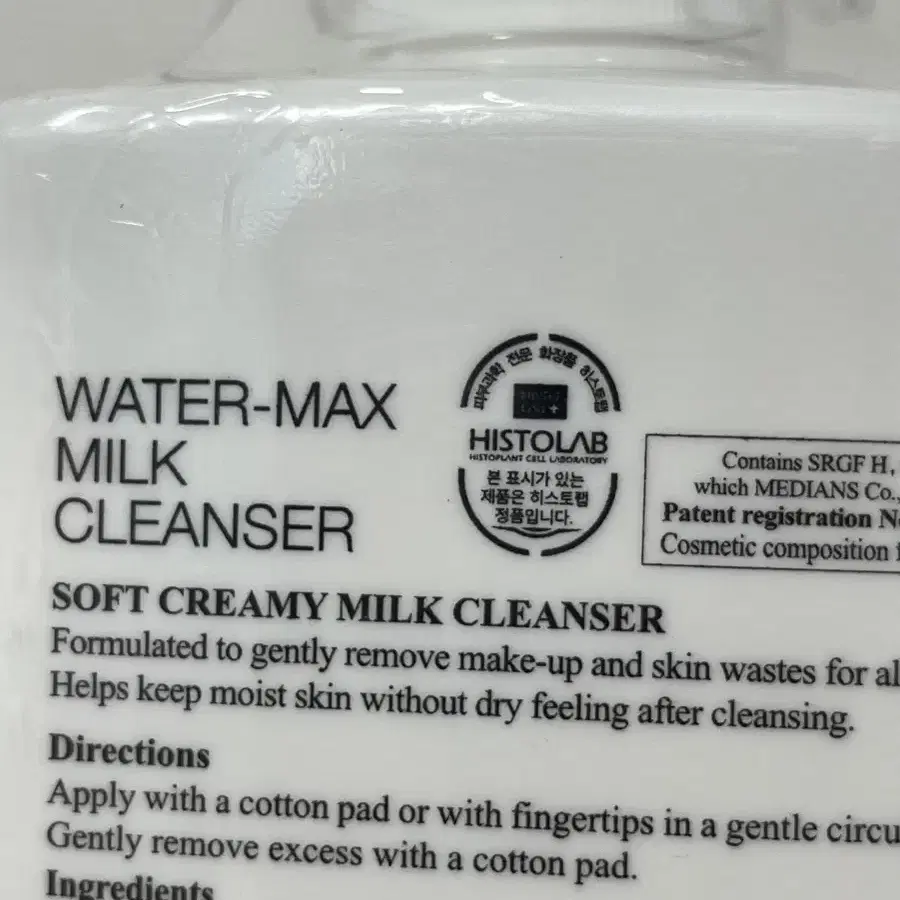 WATER-MAX
MILK
CLEANSER
피부과학 전문 화장품 히스토랩
HISTOLAB
HISTOPLANT CELL LABORATORY
본 표시가 있는
제품은 히스토랩
정품입니다.
Contains SRGF H,
which MEDIANS Co.,
Patent registration N
Cosmetic composition
SOFT CREAMY MILK CLEANSER
Formulated to gently remove make-up and skin wastes for al
Helps keep moist skin without dry feeling after cleansing.
Directions
Apply with a cotton pad or with fingertips in a gentle circu
Gently remove excess with a cotton pad.
Ingredients